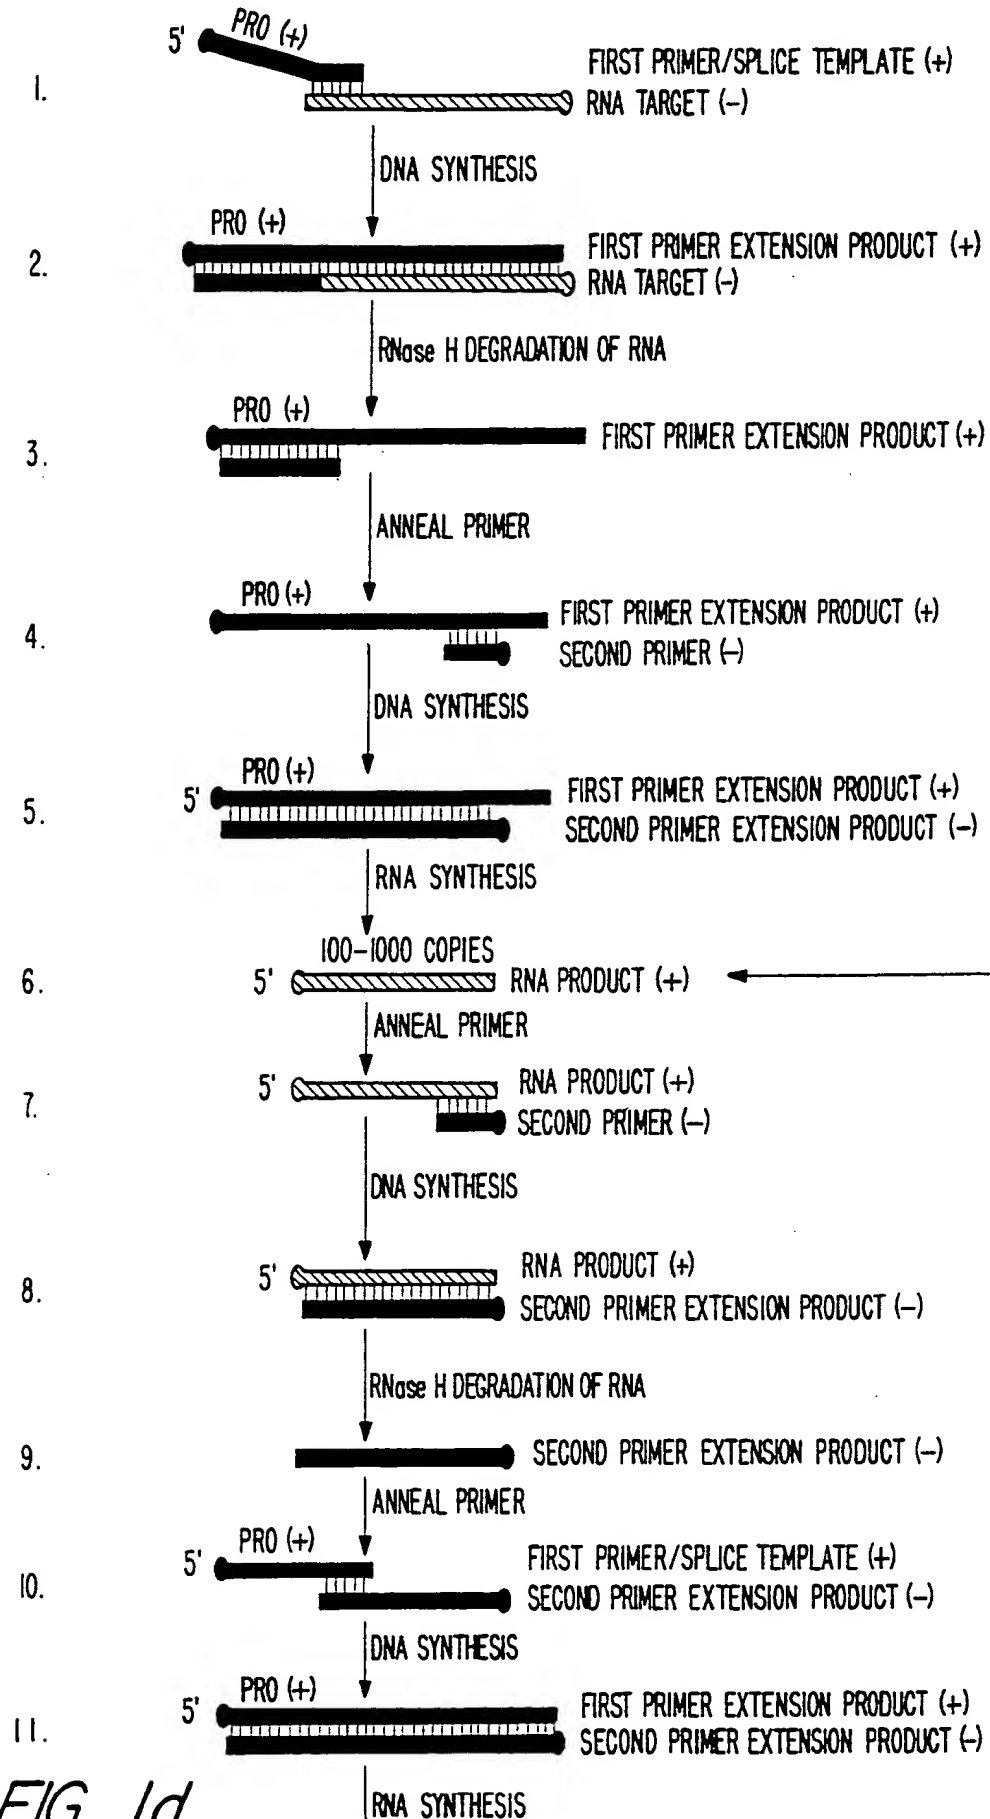 PRO (+)
5'
1.
FIRST PRIMER/SPLICE TEMPLATE (+)
RNA TARGET (-)
DNA SYNTHESIS
PRO (+)
2.
FIRST PRIMER EXTENSION PRODUCT (+)
RNA TARGET (-)
RNase H DEGRADATION OF RNA
PRO (+)
3.
FIRST PRIMER EXTENSION PRODUCT (+)
ANNEAL PRIMER
PRO (+)
4.
FIRST PRIMER EXTENSION PRODUCT (+)
SECOND PRIMER (-)
DNA SYNTHESIS
PRO (+)
5.
5'
FIRST PRIMER EXTENSION PRODUCT (+)
SECOND PRIMER EXTENSION PRODUCT (-)
RNA SYNTHESIS
100-1000 COPIES
6.
5'
RNA PRODUCT (+)
ANNEAL PRIMER
7.
5'
RNA PRODUCT (+)
SECOND PRIMER (-)
DNA SYNTHESIS
8.
5'
RNA PRODUCT (+)
SECOND PRIMER EXTENSION PRODUCT (-)
RNase H DEGRADATION OF RNA
9.
SECOND PRIMER EXTENSION PRODUCT (-)
ANNEAL PRIMER
PRO (+)
10.
5'
FIRST PRIMER/SPLICE TEMPLATE (+)
SECOND PRIMER EXTENSION PRODUCT (-)
DNA SYNTHESIS
PRO (+)
11.
5'
FIRST PRIMER EXTENSION PRODUCT (+)
SECOND PRIMER EXTENSION PRODUCT (-)
RNA SYNTHESIS
FIG. 1d